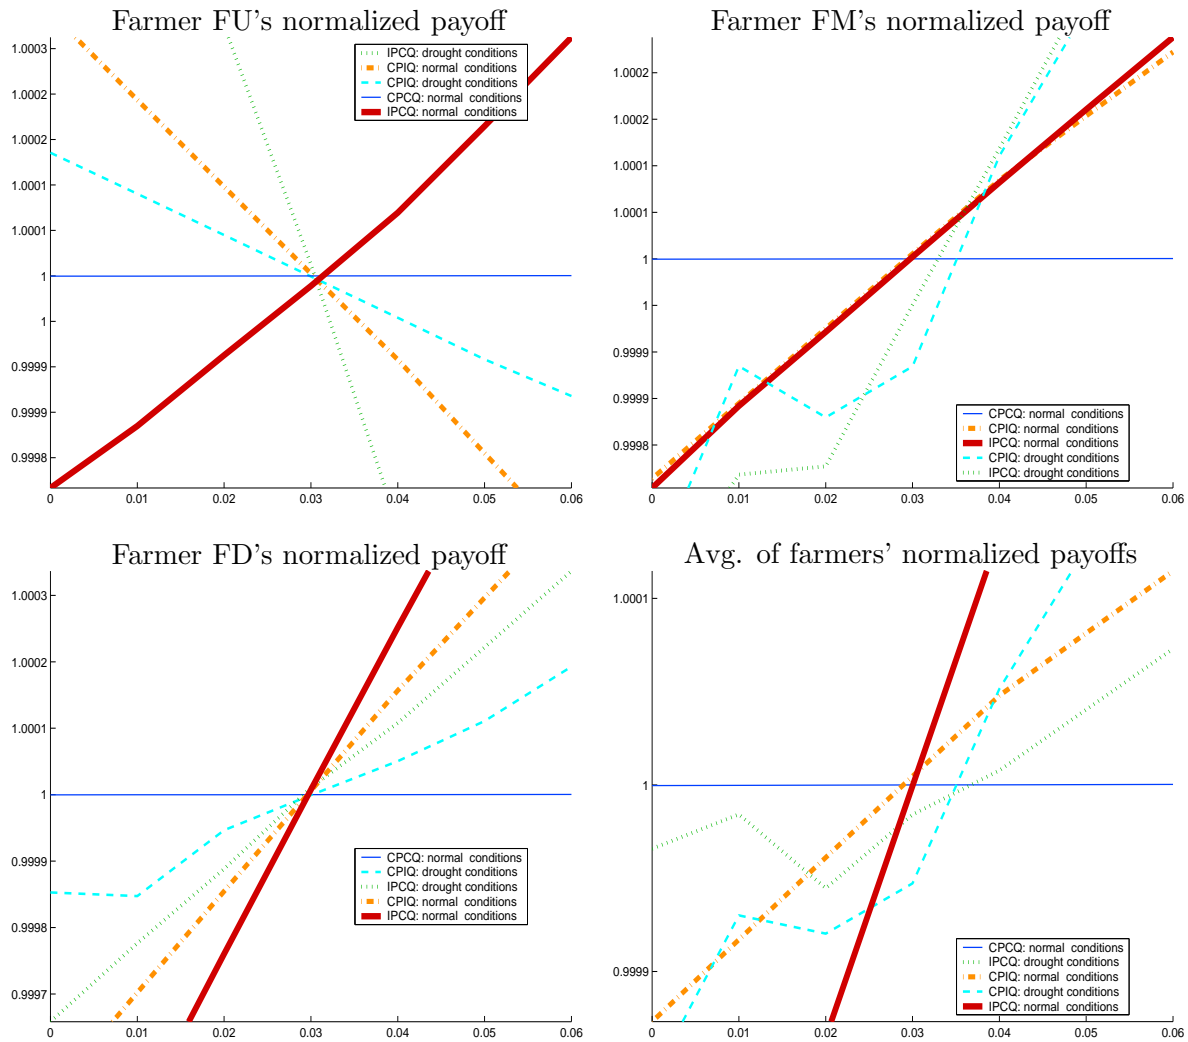 Farmer FU's normalized payoff
1.0003
1.0002
1.0002
1.0001
1.0001
1
1
0.9999
0.9999
0.9998
0
0.01
0.02
0.03
0.04
0.05
0.06
IPCQ: drought conditions
CPIQ: normal conditions
CPIQ: drought conditions
CPCQ: normal conditions
IPCQ: normal conditions
Farmer FM's normalized payoff
1.0002
1.0002
1.0001
1.0001
1
1
0.9999
0.9999
0.9998
0
0.01
0.02
0.03
0.04
0.05
0.06
CPCQ: normal conditions
CPIQ: normal conditions
IPCQ: normal conditions
CPIQ: drought conditions
IPCQ: drought conditions
Farmer FD's normalized payoff
1.0003
1.0002
1.0001
1
0.9999
0.9998
0.9997
0
0.01
0.02
0.03
0.04
0.05
0.06
CPCQ: normal conditions
CPIQ: drought conditions
IPCQ: drought conditions
CPIQ: normal conditions
IPCQ: normal conditions
Avg. of farmers' normalized payoffs
1.0001
1
0.9999
0
0.01
0.02
0.03
0.04
0.05
0.06
CPCQ: normal conditions
IPCQ: drought conditions
CPIQ: normal conditions
CPIQ: drought conditions
IPCQ: normal conditions